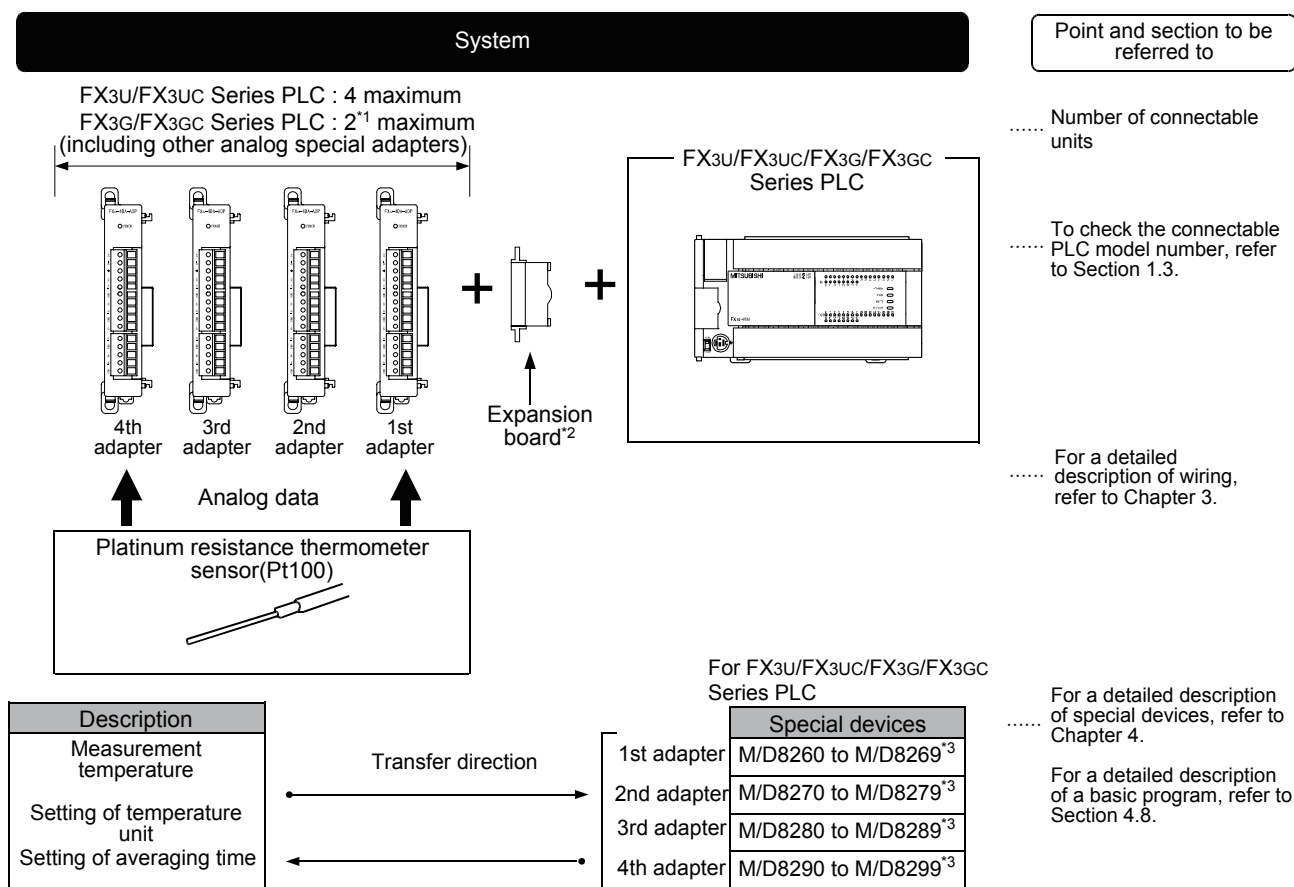 System
Point and section to be
referred to
FX3U/FX3UC Series PLC : 4 maximum
FX3G/FX3GC Series PLC : 2*1 maximum
(including other analog special adapters)
FX3U/FX3UC/FX3G/FX3GC
Series PLC
MITSUBISHI
4th
adapter
3rd
adapter
2nd
adapter
1st
adapter
Expansion
board*2
Analog data
Platinum resistance thermometer
sensor(Pt100)
...... Number of connectable
units
...... To check the connectable
PLC model number, refer
to Section 1.3.
...... For a detailed
description of wiring,
refer to Chapter 3.
Description
Measurement
temperature
Setting of temperature
unit
Setting of averaging time
Transfer direction
For FX3U/FX3UC/FX3G/FX3GC
Series PLC
Special devices
1st adapter M/D8260 to M/D8269*3
2nd adapter M/D8270 to M/D8279*3
3rd adapter M/D8280 to M/D8289*3
4th adapter M/D8290 to M/D8299*3
...... For a detailed description
of special devices, refer to
Chapter 4.
For a detailed description
of a basic program, refer to
Section 4.8.